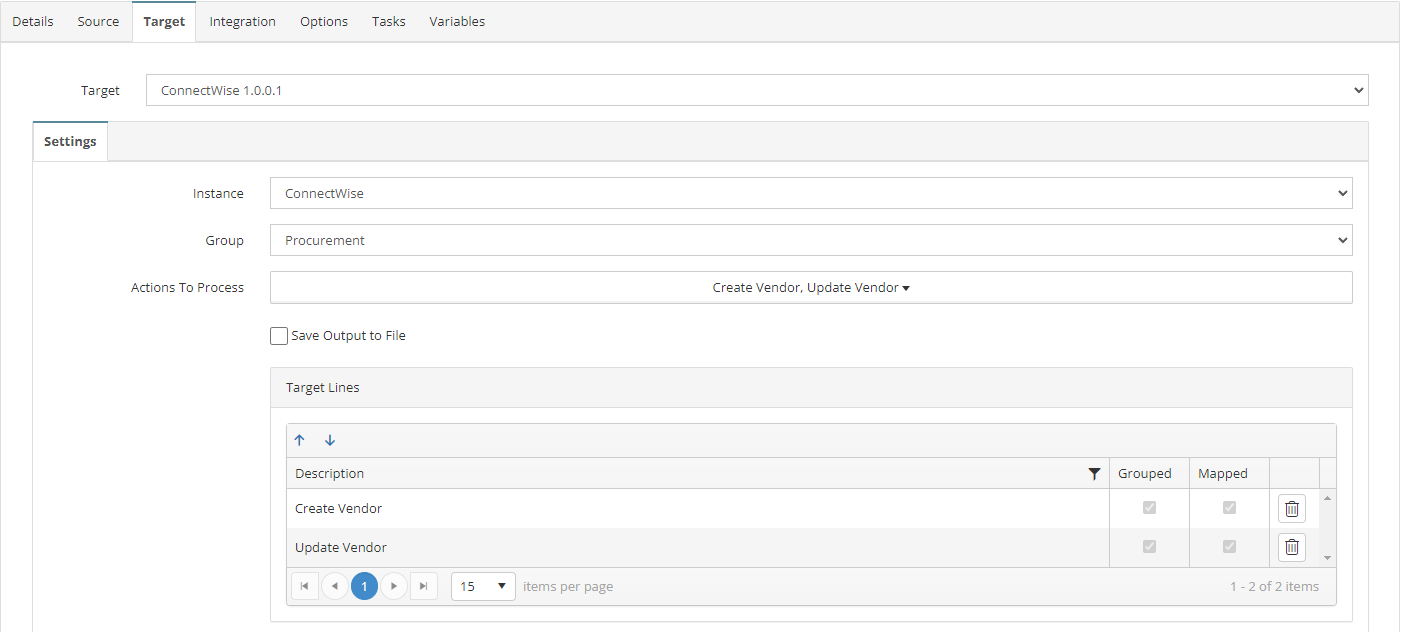 Details Source Target Integration Options Tasks Variables
Target ConnectWise 1.0.0.1
Settings
Instance ConnectWise
Group Procurement
Actions To Process Create Vendor, Update Vendor
Save Output to File
Target Lines
Description Grouped Mapped
Create Vendor
Update Vendor
1 15 items per page 1 - 2 of 2 items